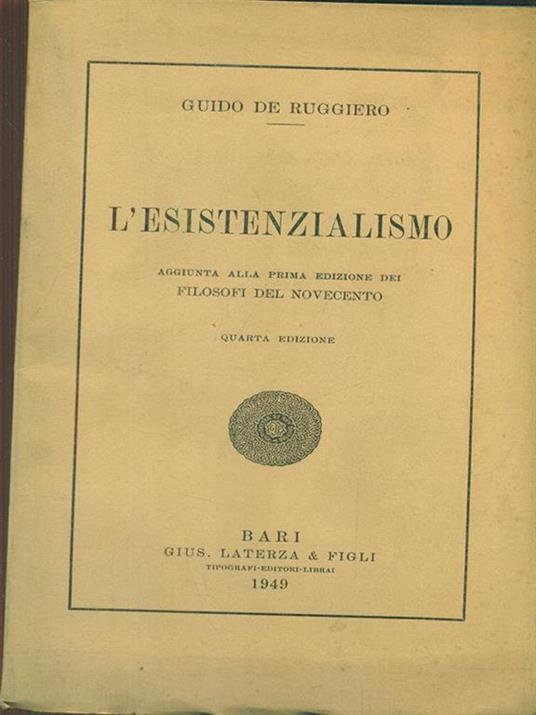 GUIDO DE RUGGIERO
L'ESISTENZIALISMO
AGGIUNTA ALLA PRIMA EDIZIONE DEI
FILOSOFI DEL NOVECENTO
QUARTA EDIZIONE
BARI
GIUS. LATERZA & FIGLI
TIPOGRAFI-EDITORI-LIBRAI
1949